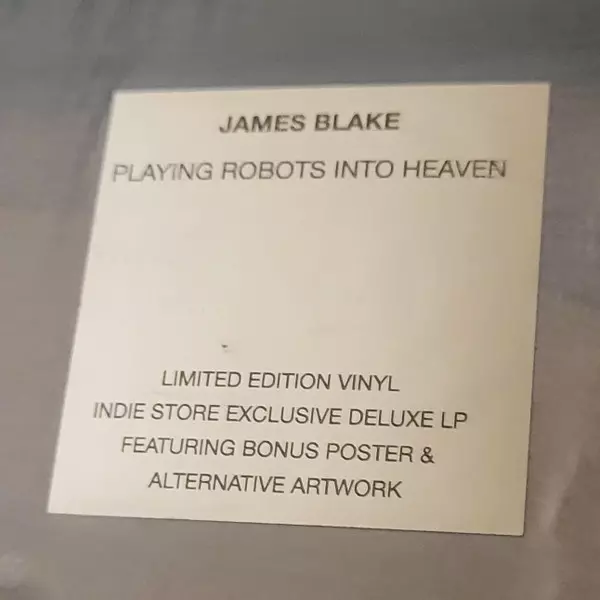 JAMES BLAKE
PLAYING ROBOTS INTO HEAVEN
LIMITED EDITION VINYL
INDIE STORE EXCLUSIVE DELUXE LP
FEATURING BONUS POSTER &
ALTERNATIVE ARTWORK